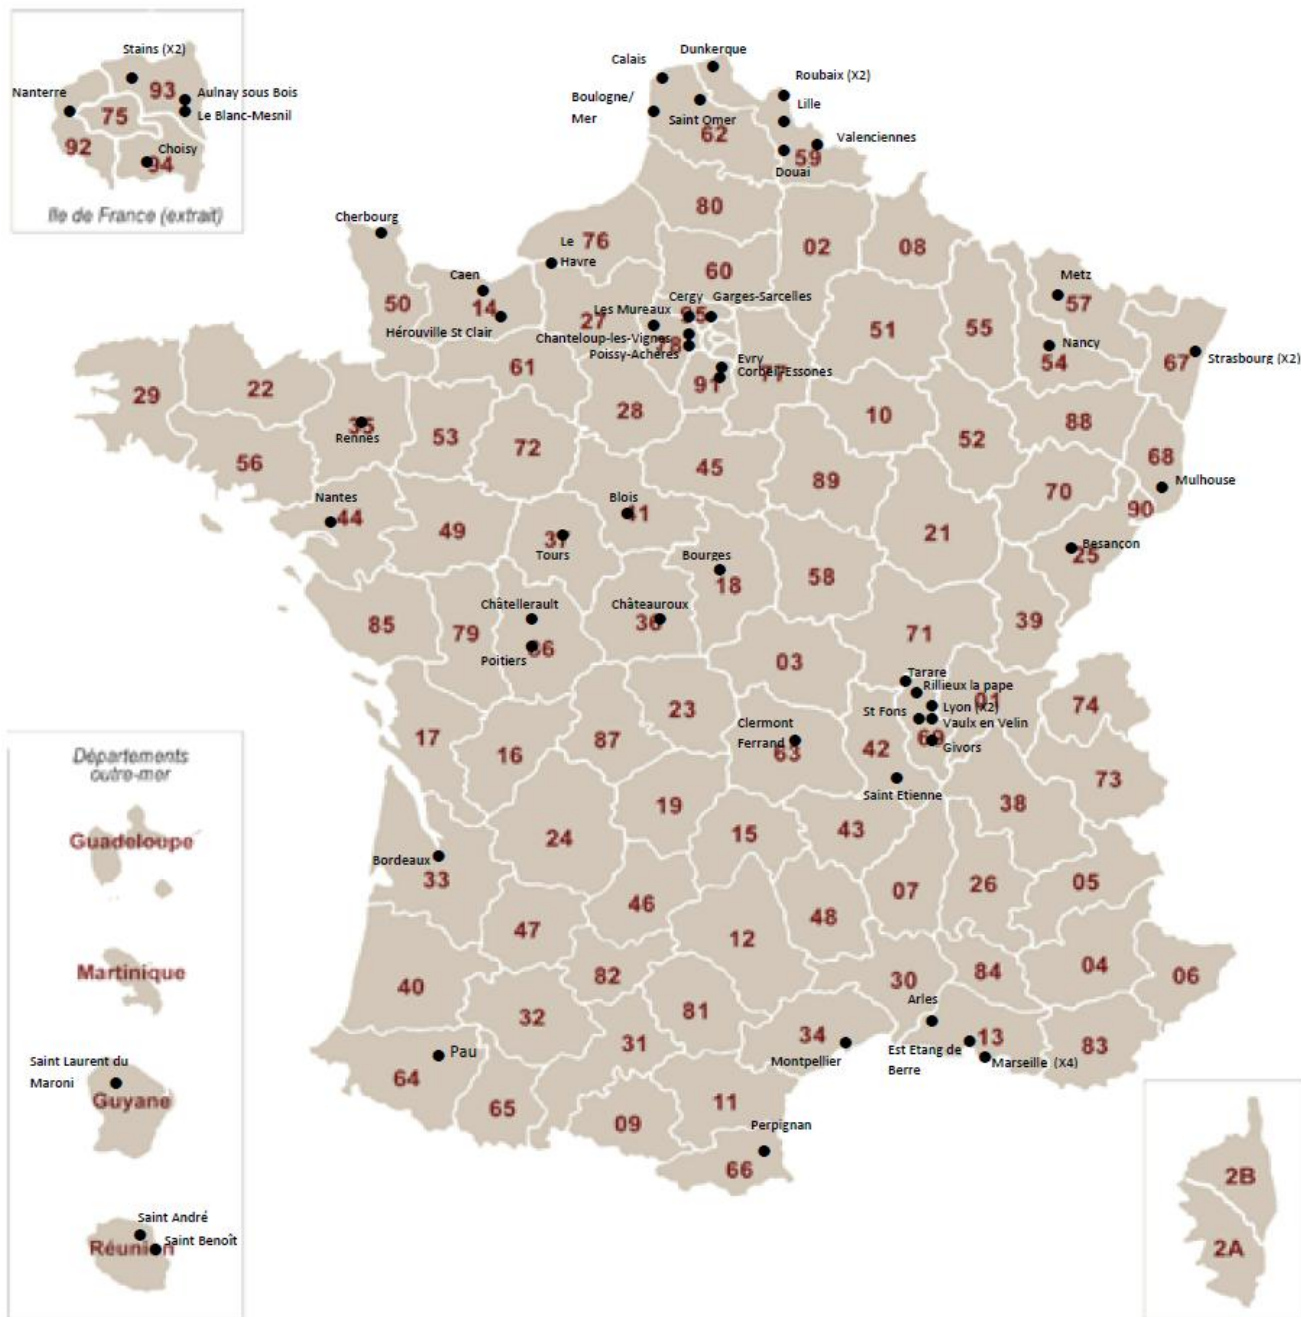 Stains (X2)
93
Nanterre
Aulnay sous Bois
75
Le Blanc-Mesnil
92
Choisy
94
Ile de France (extrait)
Dunkerque
Calais
Roubaix (X2)
Boulogne/
Mer
Lille
Saint Omer
62
Valenciennes
59
Douai
80
Cherbourg
Le
Havre
76
02
08
60
Caen
Metz
50
14
57
Les Mureaux
Cergy
Garges-Sarcelles
95
27
Hérouville St Clair
51
55
Chanteloup-les-Vignes
78
Poissy-Achères
Nancy
54
67
Strasbourg (X2)
61
Evry
Corbeil-Essones
77
91
29
22
28
10
88
35
Rennes
53
72
52
56
45
68
89
70
Mulhouse
Nantes
44
Blois
41
90
49
37
Tours
21
Besançon
25
Bourges
18
58
Châtellerault
Châteauroux
36
85
79
39
71
86
Poitiers
03
Tarare
Rillieux la pape
01
74
23
St Fons
Lyon (X2)
Vaulx en Velin
17
16
87
Clermont
Ferrand
63
42
69
Givors
73
Saint Etienne
38
19
24
15
43
Bordeaux
33
05
26
07
46
48
47
12
04
82
30
84
06
40
Arles
32
81
31
34
13
83
Pau
Montpellier
Est Etang de
Berre
Marseille (X4)
64
65
11
09
Perpignan
66
Départements
outre-mer
Guadeloupe
Martinique
Saint Laurent du
Maroni
Guyane
Saint André
Saint Benoît
Réunion
2B
2A